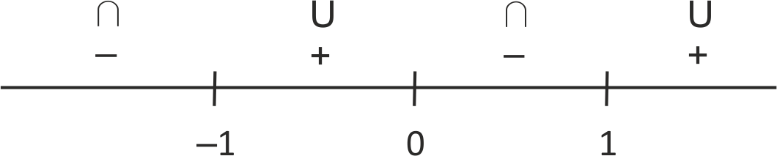 ∩ U ∩ U
– + – +
–1 0 1